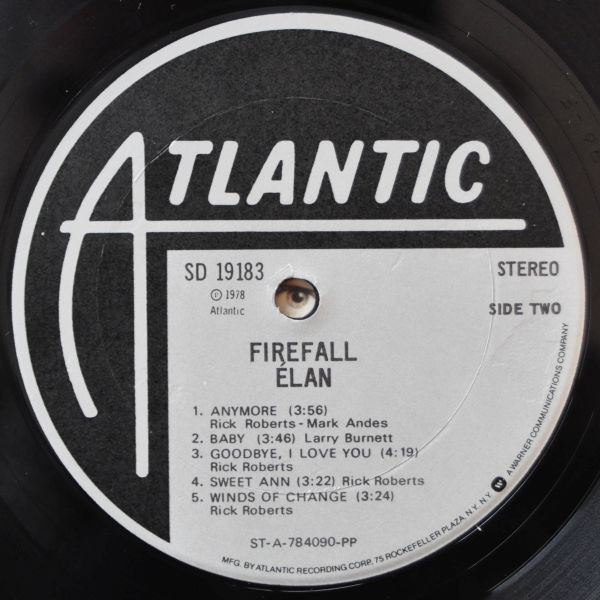 ATLANTIC
SD 19183
STEREO
℗ 1978
Atlantic
SIDE TWO
FIREFALL
ÉLAN
1. ANYMORE (3:56)
Rick Roberts - Mark Andes
2. BABY (3:46) Larry Burnett
3. GOODBYE, I LOVE YOU (4:19)
Rick Roberts
4. SWEET ANN (3:22) Rick Roberts
5. WINDS OF CHANGE (3:24)
Rick Roberts
ST-A-784090-PP
MFG. BY ATLANTIC RECORDING CORP., 75 ROCKEFELLER PLAZA, N.Y. N.Y. W A WARNER COMMUNICATIONS COMPANY